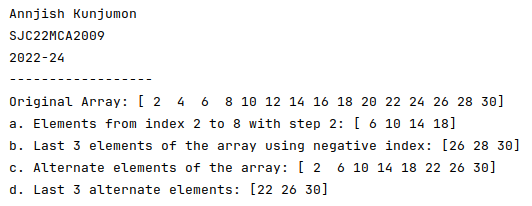 Annjish Kunjumon
SJC22MCA2009
2022-24
------------------
Original Array: [ 2  4  6  8 10 12 14 16 18 20 22 24 26 28 30]
a. Elements from index 2 to 8 with step 2: [ 6 10 14 18]
b. Last 3 elements of the array using negative index: [26 28 30]
c. Alternate elements of the array: [ 2  6 10 14 18 22 26 30]
d. Last 3 alternate elements: [22 26 30]